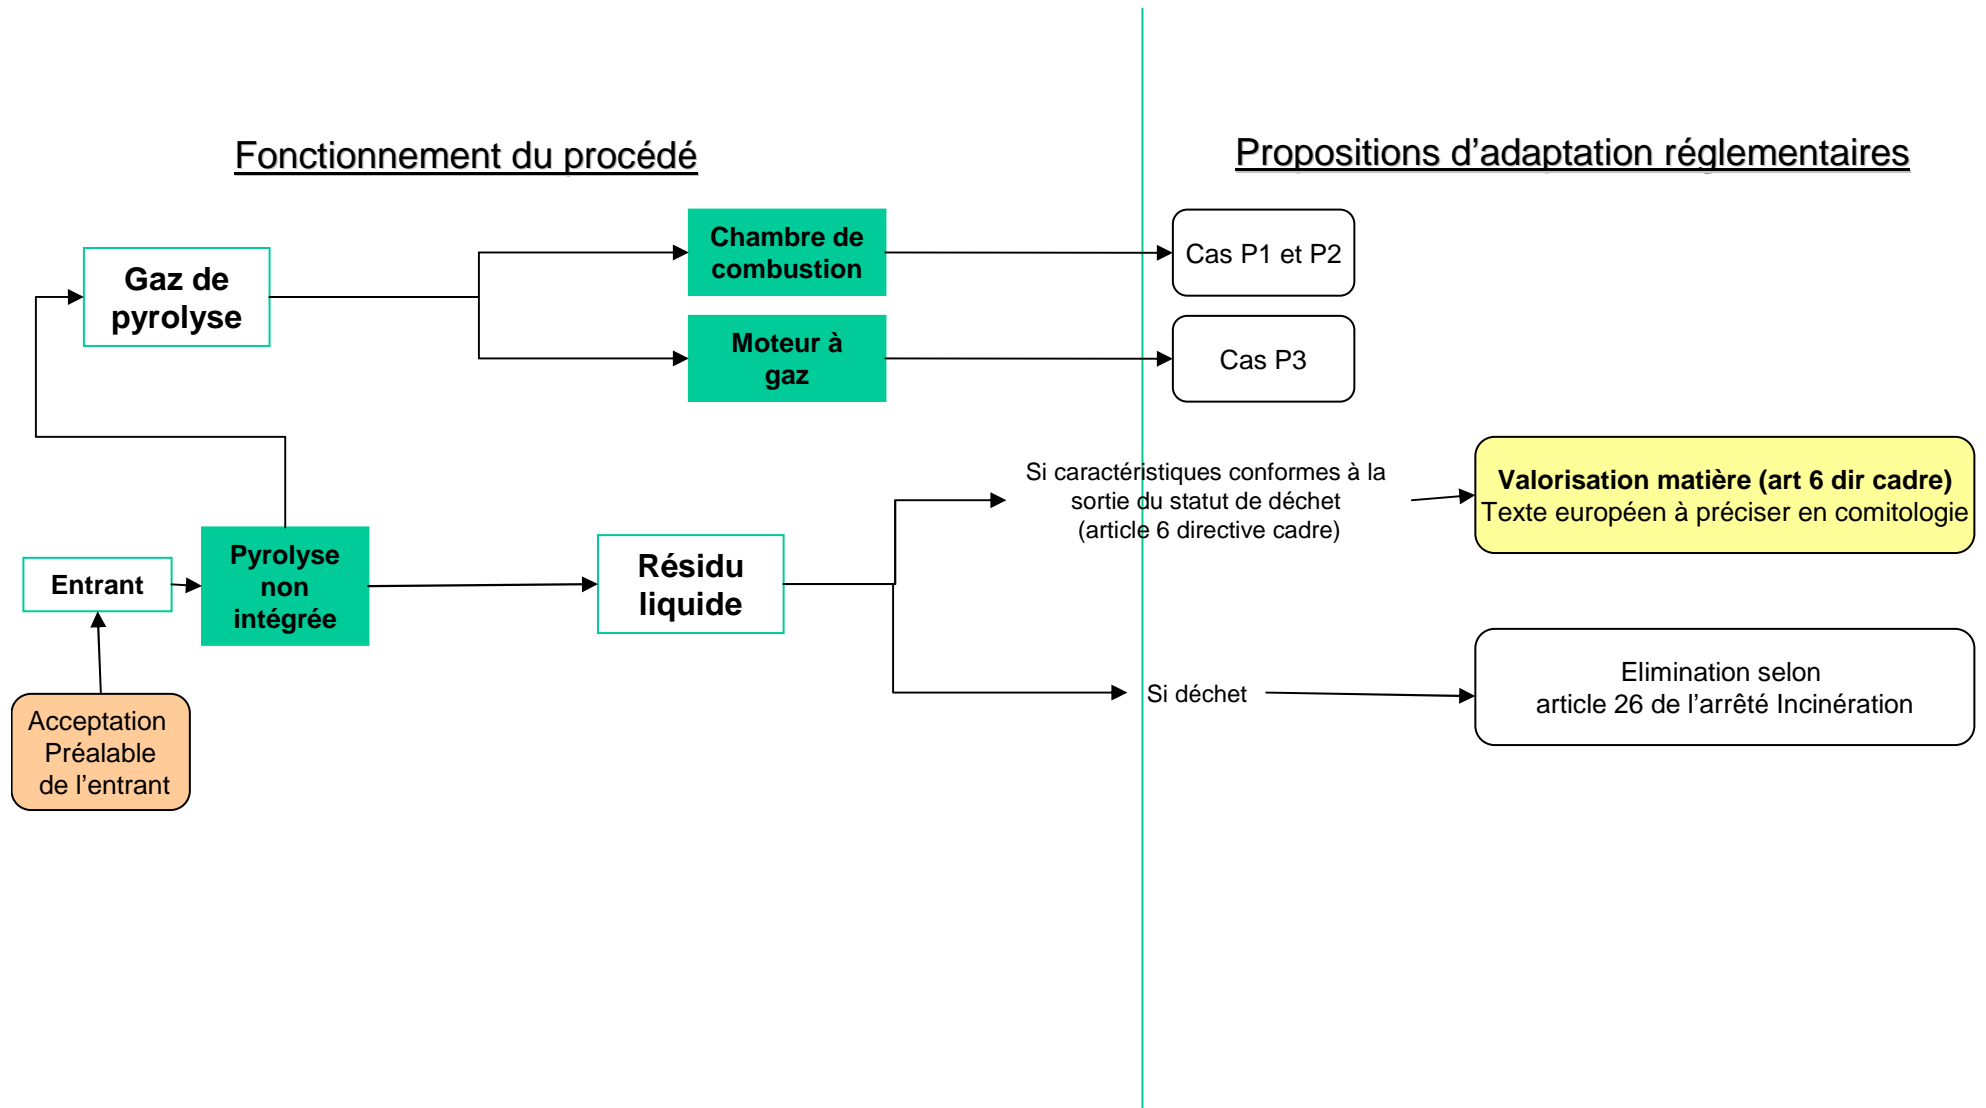 Fonctionnement du procédé
Propositions d’adaptation réglementaires
Gaz de
pyrolyse
Chambre de
combustion
Cas P1 et P2
Moteur à
gaz
Cas P3
Entrant
Pyrolyse
non
intégrée
Résidu
liquide
Si caractéristiques conformes à la
sortie du statut de déchet
(article 6 directive cadre)
Valorisation matière (art 6 dir cadre)
Texte européen à préciser en comitologie
Acceptation
Préalable
de l’entrant
Si déchet
Elimination selon
article 26 de l’arrêté Incinération